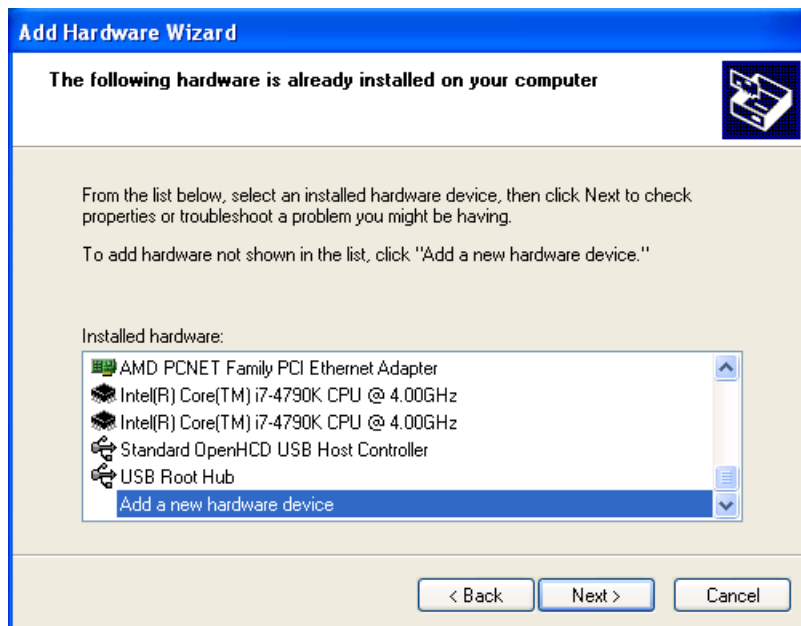 Add Hardware Wizard
The following hardware is already installed on your computer
From the list below, select an installed hardware device, then click Next to check
properties or troubleshoot a problem you might be having.
To add hardware not shown in the list, click "Add a new hardware device."
Installed hardware:
AMD PCNET Family PCI Ethernet Adapter
Intel(R) Core(TM) i7-4790K CPU @ 4.00GHz
Intel(R) Core(TM) i7-4790K CPU @ 4.00GHz
Standard OpenHCD USB Host Controller
USB Root Hub
Add a new hardware device
< Back Next > Cancel